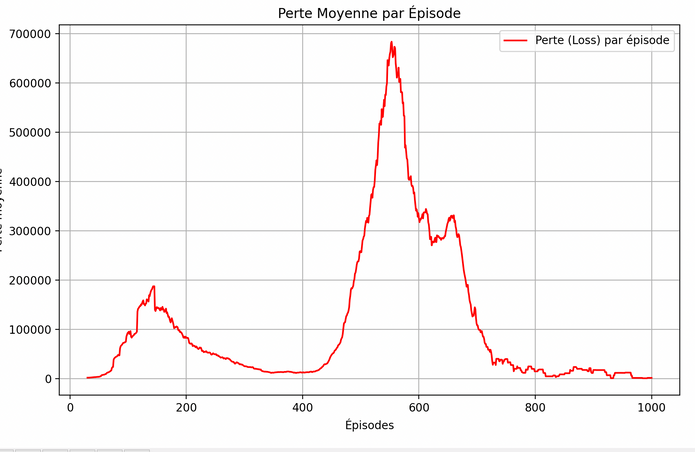 Perte Moyenne par Épisode
Perte (Loss) par épisode
700000
600000
500000
400000
300000
200000
100000
0
0 200 400 600 800 1000
Épisodes